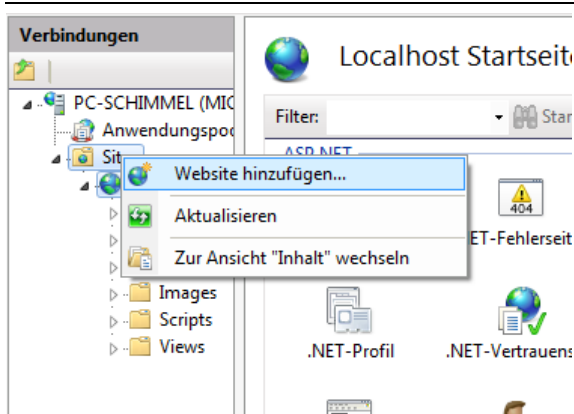 Verbindungen
Localhost Startseite
PC-SCHIMMEL (MIC
Filter:
Star
Anwendungspoo
ASP.NET
Sit
Website hinzufügen...
Aktualisieren
404
ET-Fehlerseit
Zur Ansicht "Inhalt" wechseln
Images
Scripts
Views
.NET-Profil
.NET-Vertrauens